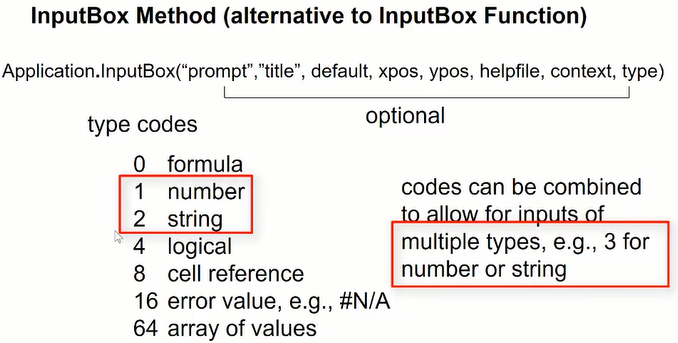 InputBox Method (alternative to InputBox Function)
Application.InputBox(“prompt”,”title”, default, xpos, ypos, helpfile, context, type)
optional
type codes
0 formula
1 number
2 string
4 logical
8 cell reference
16 error value, e.g., #N/A
64 array of values
codes can be combined
to allow for inputs of
multiple types, e.g., 3 for
number or string